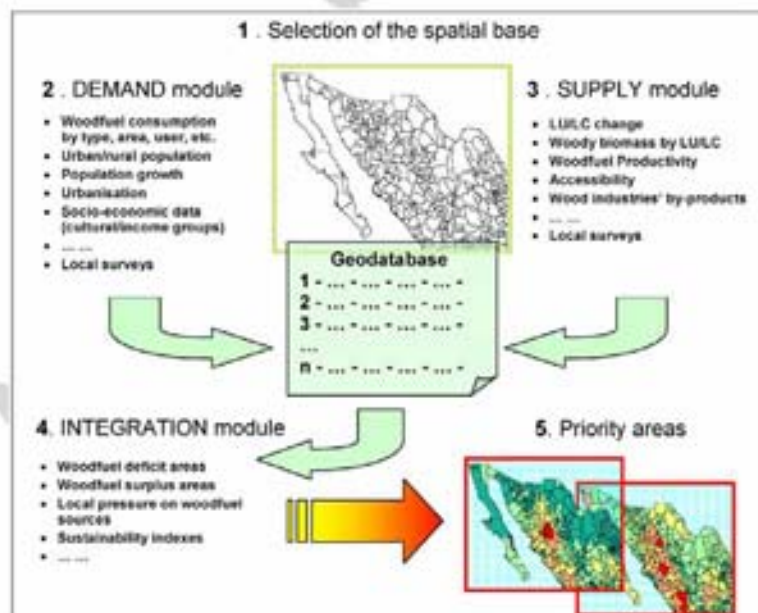 1 . Selection of the spatial base
2 . DEMAND module
• Woodfuel consumption
by type, area, user, etc.
• Urban/rural population
• Population growth
• Urbanisation
• Socio-economic data
(cultural/income groups)
• ... ...
• Local surveys
3 . SUPPLY module
• LU/LC change
• Woody biomass by LU/LC
• Woodfuel Productivity
• Accessibility
• Wood industries' by-products
• ... ...
• Local surveys
Geodatabase
1 - ... - ... - ... - ... -
2 - ... - ... - ... - ... -
3 - ... - ... - ... - ... -
...
n - ... - ... - ... - ... -
4. INTEGRATION module
• Woodfuel deficit areas
• Woodfuel surplus areas
• Local pressure on woodfuel
sources
• Sustainability indexes
• ... ...
5. Priority areas